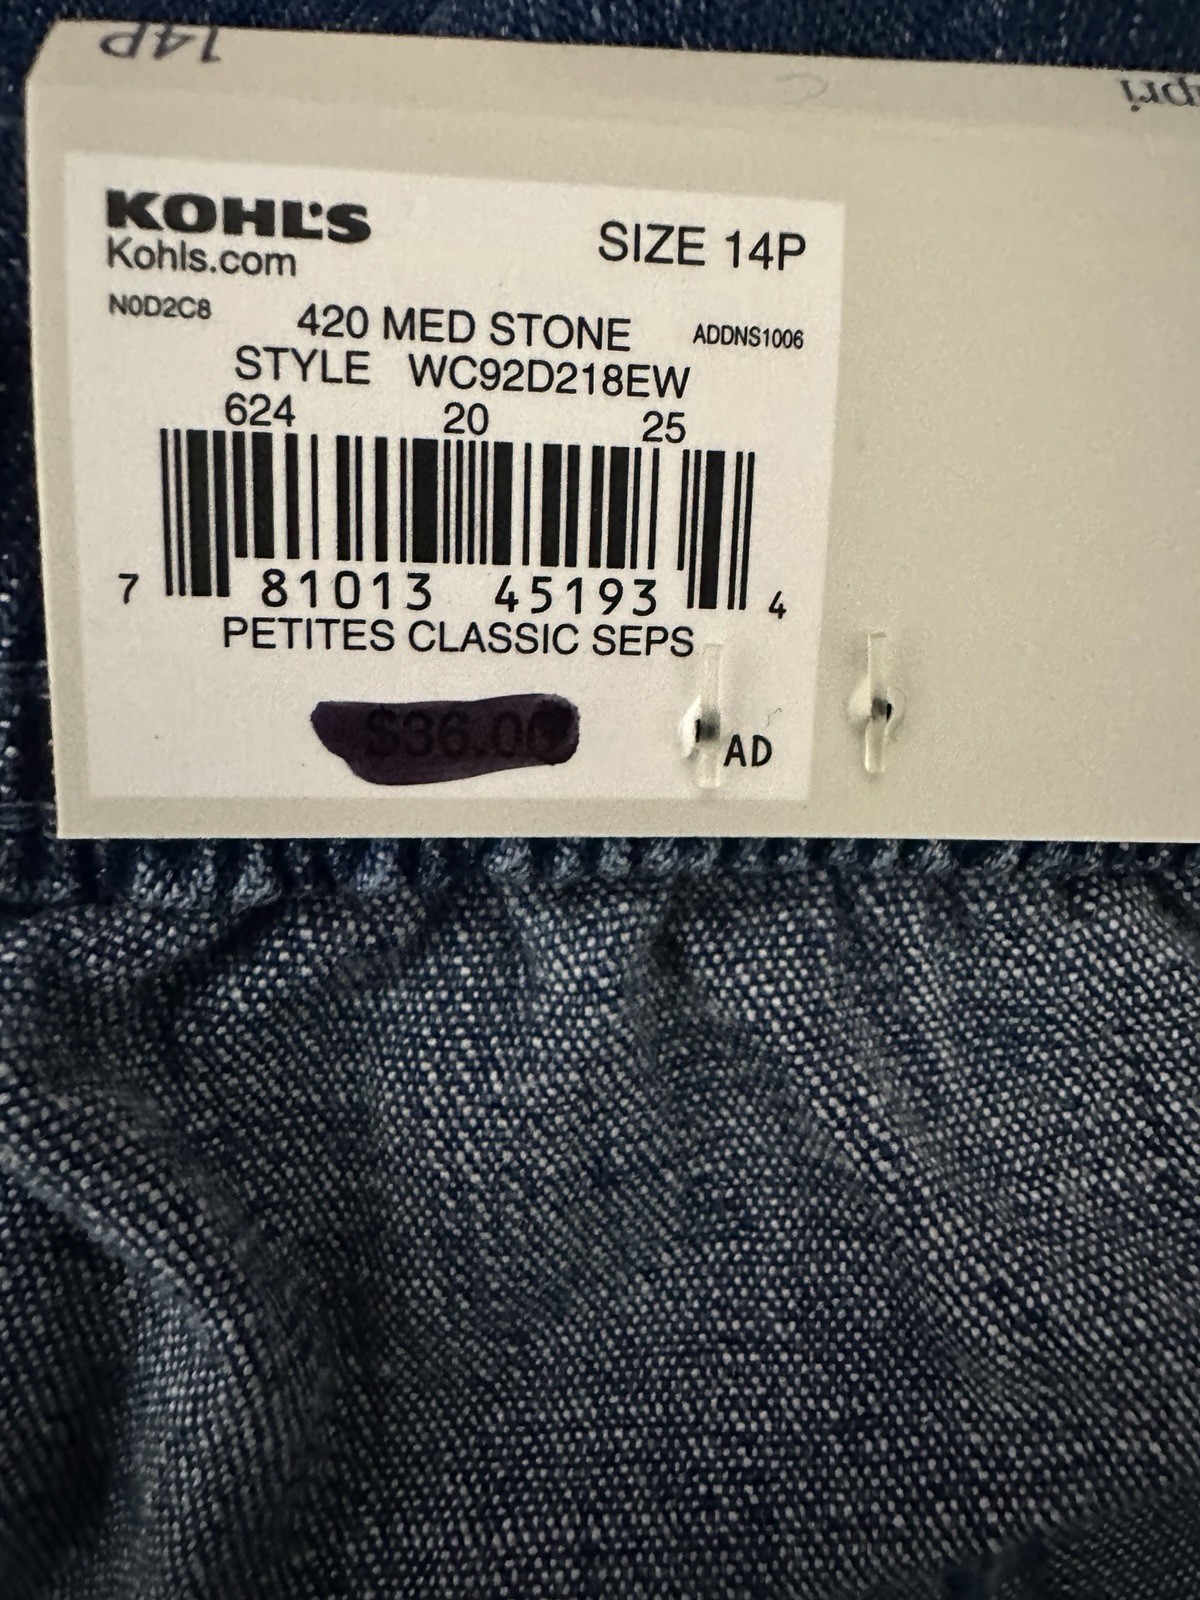 14P
pri
KOHL'S
Kohls.com
SIZE 14P
N0D2C8
420 MED STONE
ADDNS1006
STYLE WC92D218EW
624 20 25
7 81013 45193 4
PETITES CLASSIC SEPS
$36.00
AD